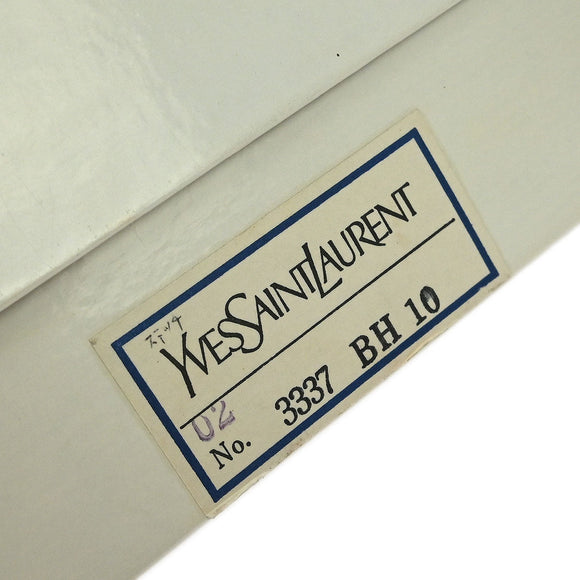 ステッチ
YVESSAINTLAURENT
02
No. 3337 BH 10